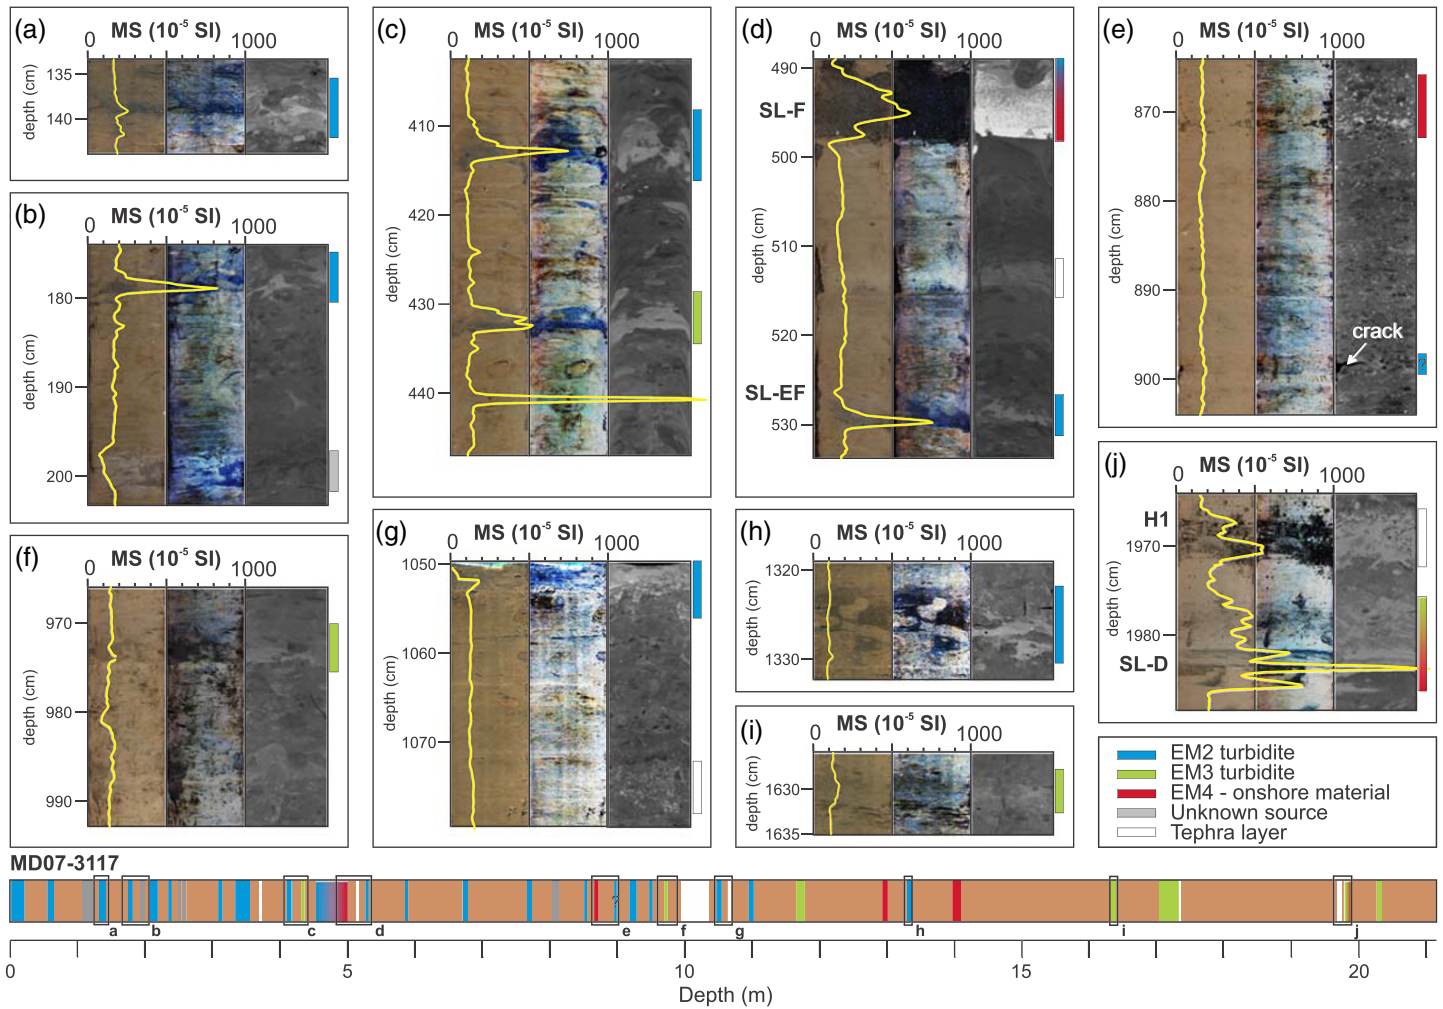 (a)
MS (10⁻⁵ SI)
0 1000
depth (cm)
135
140
(b)
MS (10⁻⁵ SI)
0 1000
depth (cm)
180
190
200
(c)
MS (10⁻⁵ SI)
0 1000
depth (cm)
410
420
430
440
(d)
MS (10⁻⁵ SI)
0 1000
depth (cm)
490
SL-F
500
510
520
SL-EF
530
(e)
MS (10⁻⁵ SI)
0 1000
depth (cm)
870
880
890
crack
?
900
(f)
MS (10⁻⁵ SI)
0 1000
depth (cm)
970
980
990
(g)
MS (10⁻⁵ SI)
0 1000
depth (cm)
1050
1060
1070
(h)
MS (10⁻⁵ SI)
0 1000
depth (cm)
1320
1330
(i)
MS (10⁻⁵ SI)
0 1000
depth (cm)
1630
1635
(j)
MS (10⁻⁵ SI)
0 1000
depth (cm)
H1
1970
1980
SL-D
EM2 turbidite
EM3 turbidite
EM4 - onshore material
Unknown source
Tephra layer
MD07-3117
?
a b c d e f g h i j
0 5 10 15 20
Depth (m)